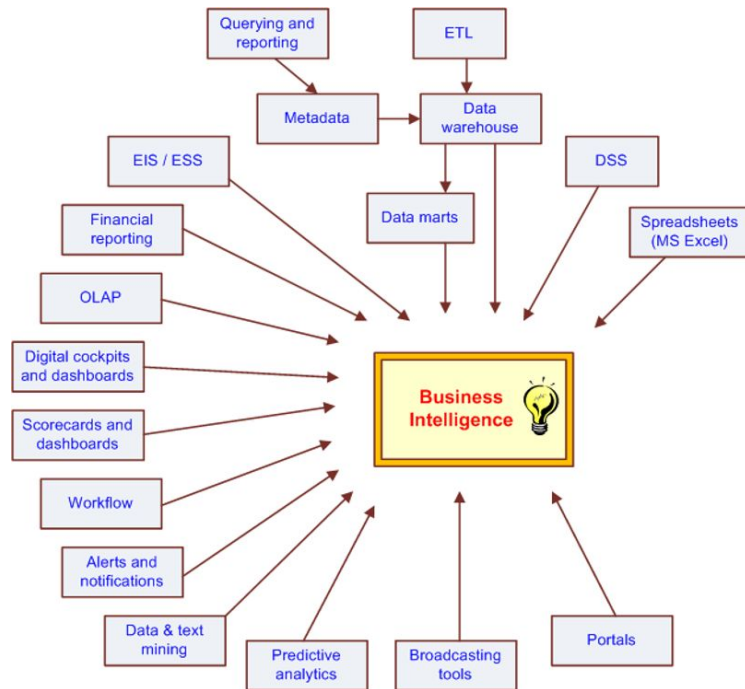 Querying and
reporting
ETL
Metadata
Data
warehouse
EIS / ESS
DSS
Financial
reporting
Data marts
Spreadsheets
(MS Excel)
OLAP
Digital cockpits
and dashboards
Business
Intelligence
Scorecards and
dashboards
Workflow
Alerts and
notifications
Data & text
mining
Predictive
analytics
Broadcasting
tools
Portals